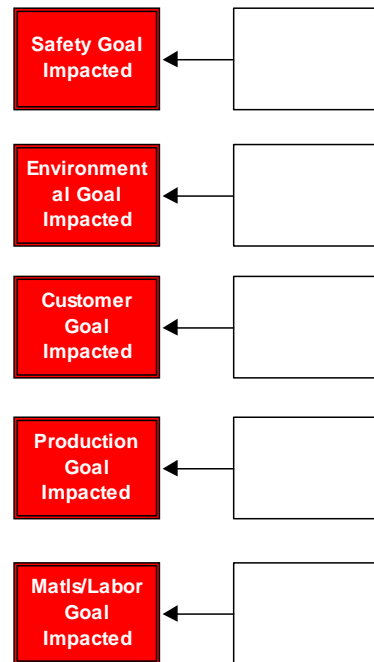 Safety Goal
Impacted
Environment
al Goal
Impacted
Customer
Goal
Impacted
Production
Goal
Impacted
Matls/Labor
Goal
Impacted